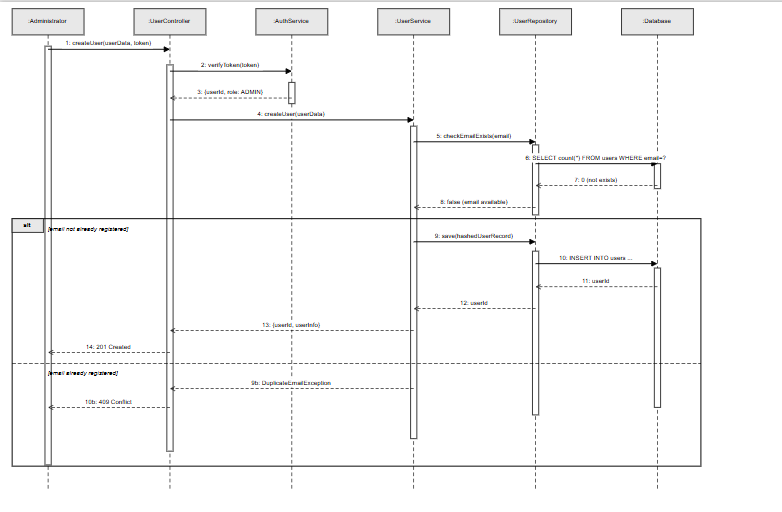 :Administrator
:UserController
:AuthService
:UserService
:UserRepository
:Database
1: createUser(userData, token)
2: verifyToken(token)
3: {userId, role: ADMIN}
4: createUser(userData)
5: checkEmailExists(email)
6: SELECT count(*) FROM users WHERE email=?
7: 0 (not exists)
8: false (email available)
alt
[email not already registered]
9: save(hashedUserRecord)
10: INSERT INTO users ...
11: userId
12: userId
13: {userId, userInfo}
14: 201 Created
[email already registered]
9b: DuplicateEmailException
10b: 409 Conflict